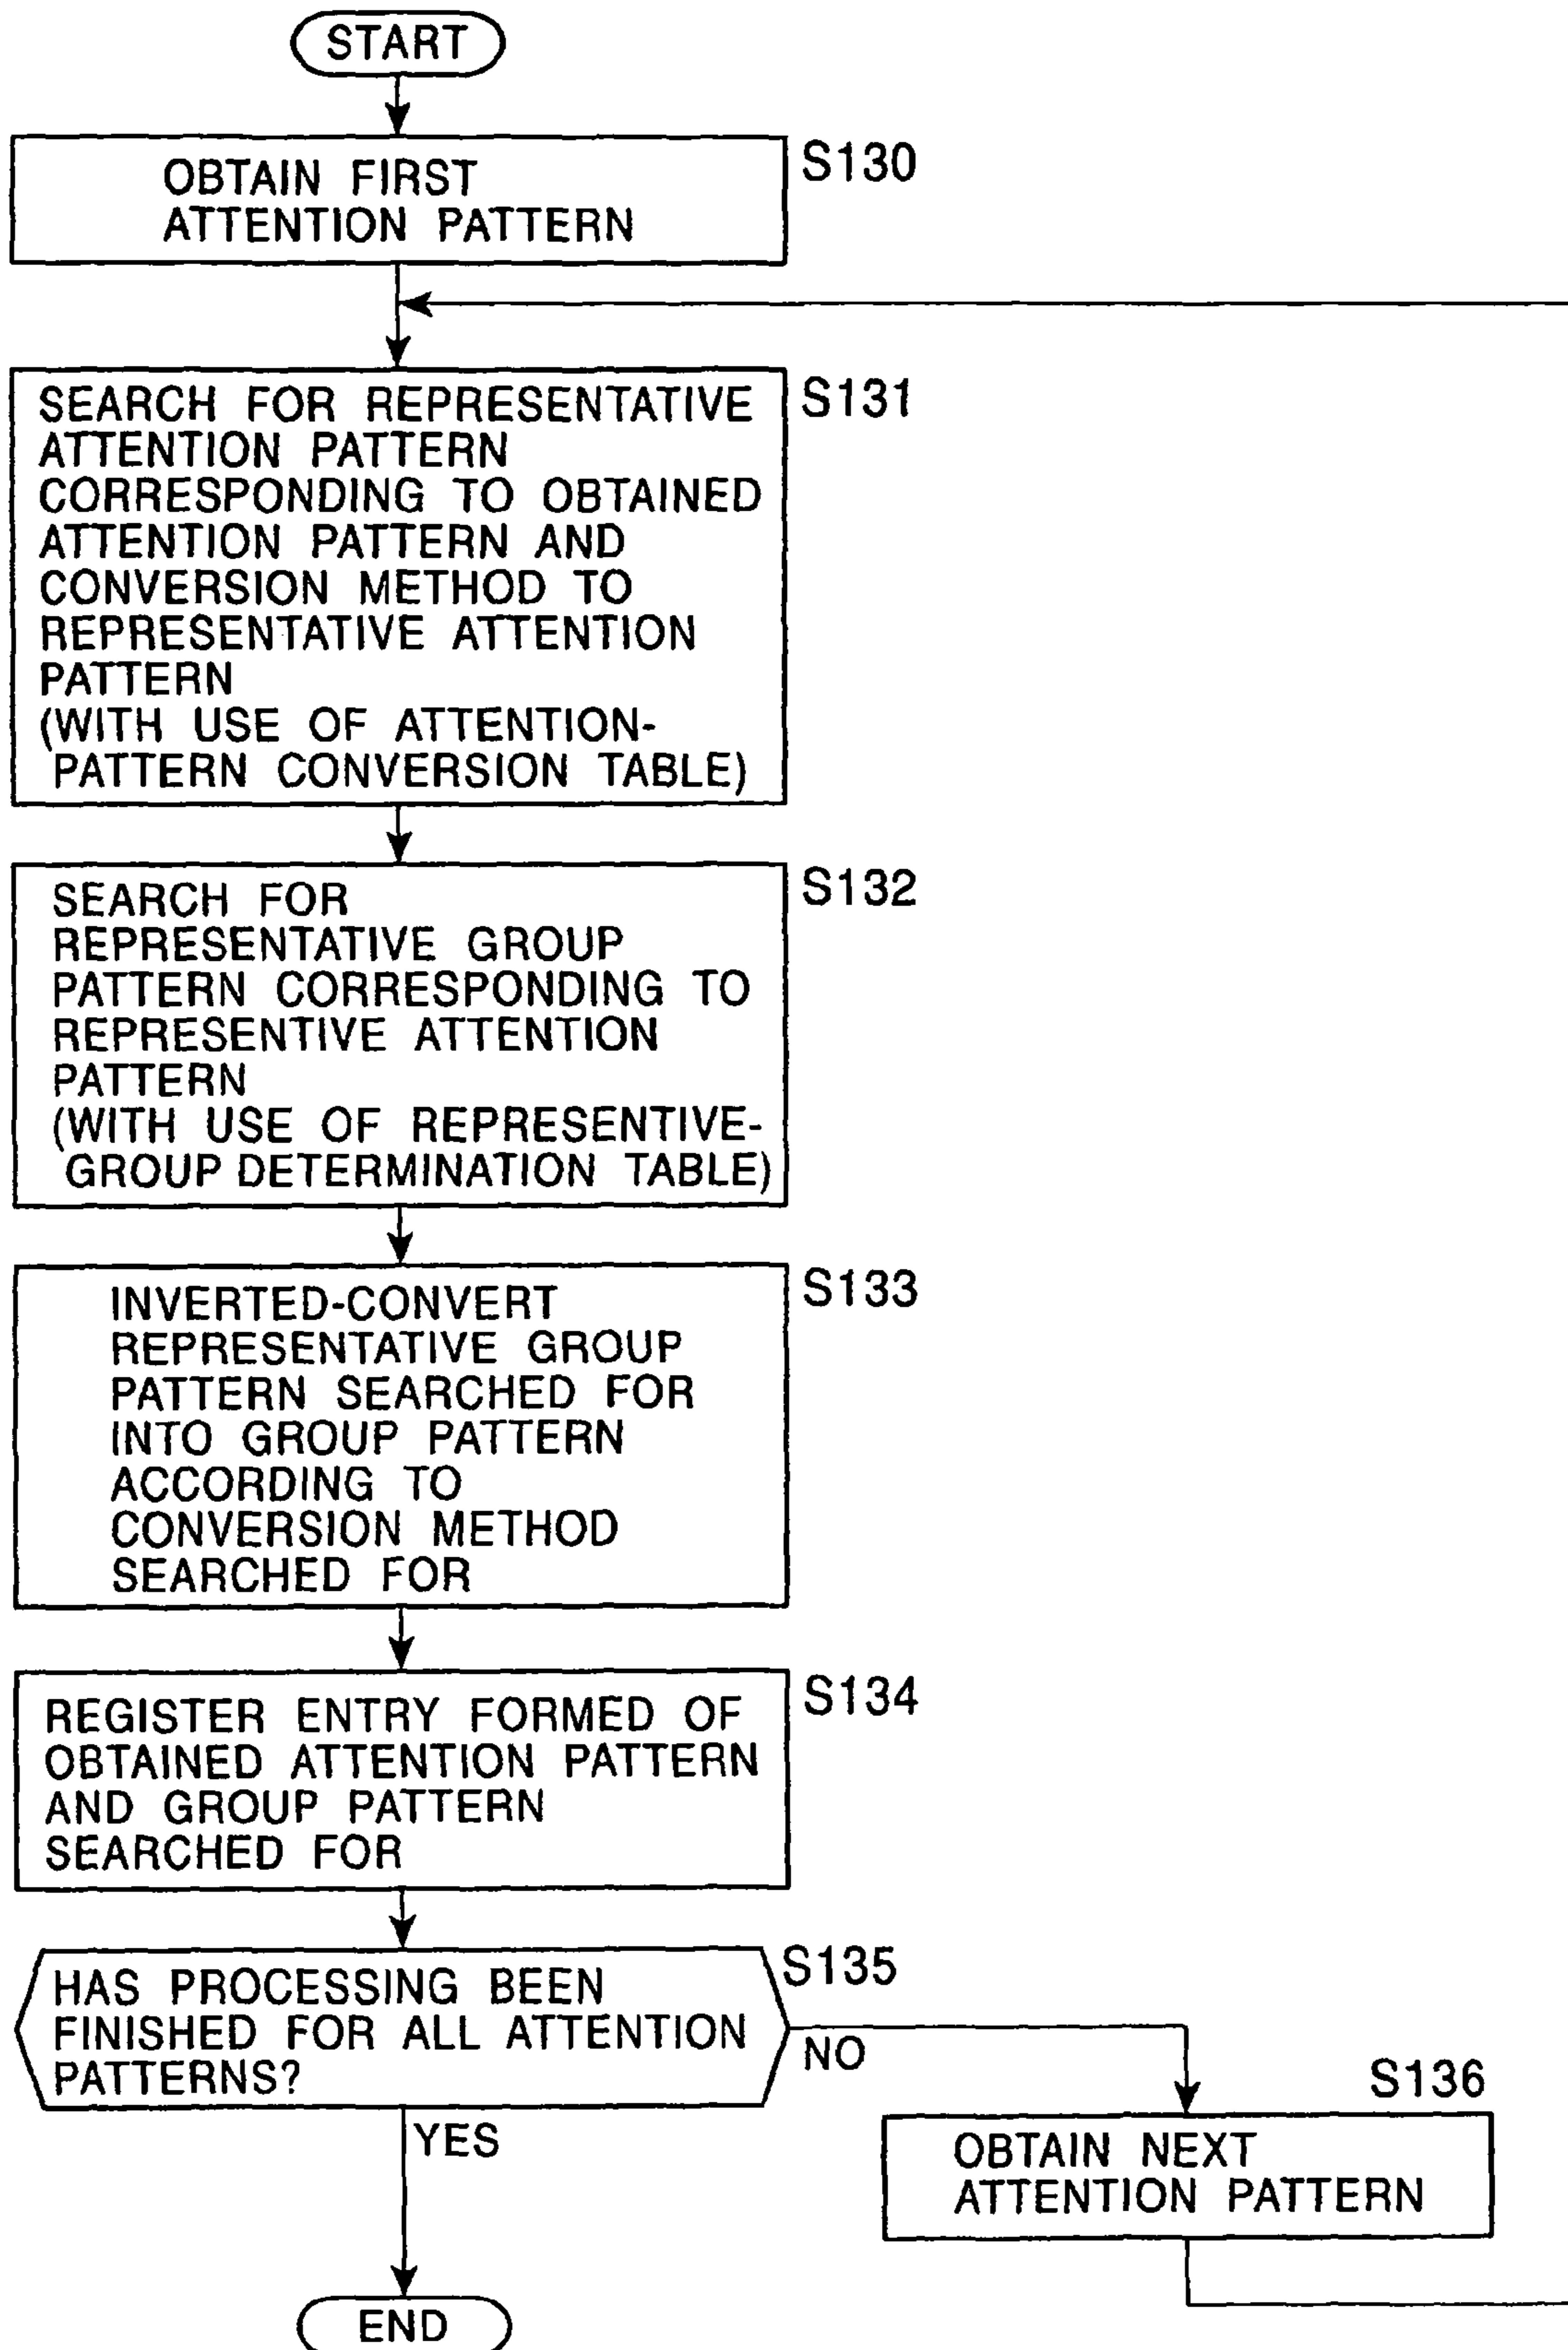 START
OBTAIN FIRST
ATTENTION PATTERN
S130
SEARCH FOR REPRESENTATIVE
ATTENTION PATTERN
CORRESPONDING TO OBTAINED
ATTENTION PATTERN AND
CONVERSION METHOD TO
REPRESENTATIVE ATTENTION
PATTERN
(WITH USE OF ATTENTION-
PATTERN CONVERSION TABLE)
S131
SEARCH FOR
REPRESENTATIVE GROUP
PATTERN CORRESPONDING TO
REPRESENTIVE ATTENTION
PATTERN
(WITH USE OF REPRESENTIVE-
GROUP DETERMINATION TABLE)
S132
INVERTED-CONVERT
REPRESENTATIVE GROUP
PATTERN SEARCHED FOR
INTO GROUP PATTERN
ACCORDING TO
CONVERSION METHOD
SEARCHED FOR
S133
REGISTER ENTRY FORMED OF
OBTAINED ATTENTION PATTERN
AND GROUP PATTERN
SEARCHED FOR
S134
HAS PROCESSING BEEN
FINISHED FOR ALL ATTENTION
PATTERNS?
S135
NO
YES
S136
OBTAIN NEXT
ATTENTION PATTERN
END